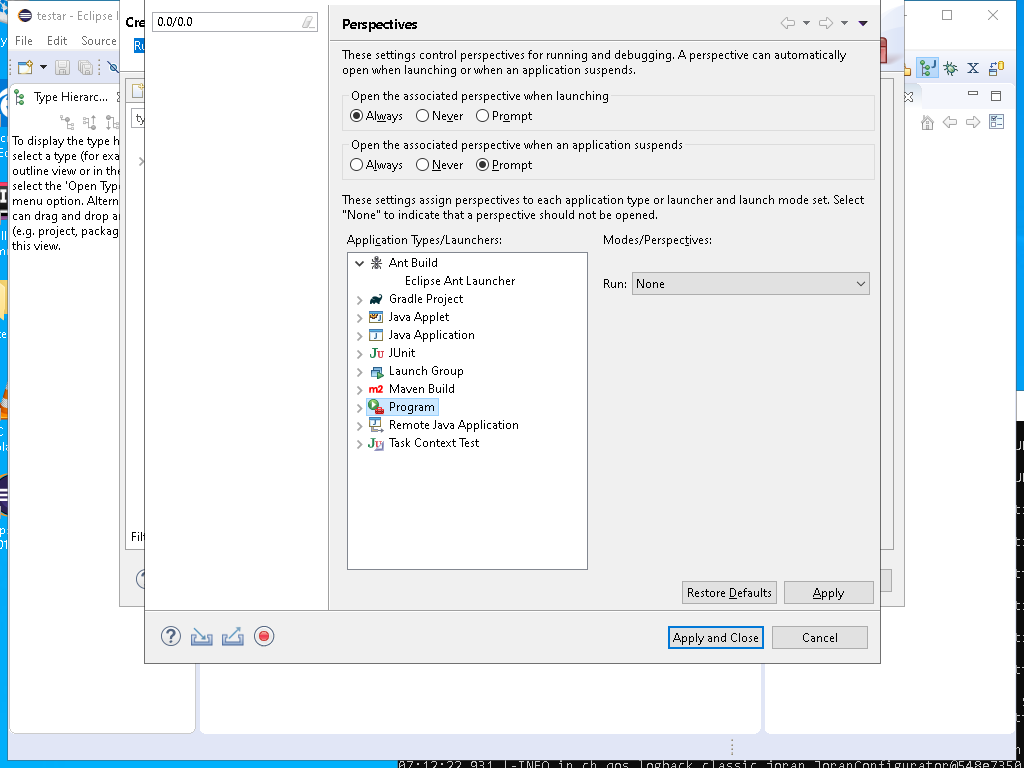 testar - Eclipse I
File Edit Source
Type Hierarc...
To display the type h
select a type (for exa
outline view or in the
select the 'Open Type
menu option. Altern
can drag and drop a
(e.g. project, packag
this view.
Cre
Ru
ty
Filt
0.0/0.0
Perspectives
These settings control perspectives for running and debugging. A perspective can automatically
open when launching or when an application suspends.
Open the associated perspective when launching
Always Never Prompt
Open the associated perspective when an application suspends
Always Never Prompt
These settings assign perspectives to each application type or launcher and launch mode set. Select
"None" to indicate that a perspective should not be opened.
Application Types/Launchers:
Modes/Perspectives:
Ant Build
Eclipse Ant Launcher
Gradle Project
Java Applet
Java Application
JUnit
Launch Group
Maven Build
Program
Remote Java Application
Task Context Test
Run: None
Restore Defaults Apply
Apply and Close Cancel
07:12:22,931 |-INFO in ch.qos.logback.classic.joran.JoranConfigurator@548e7350